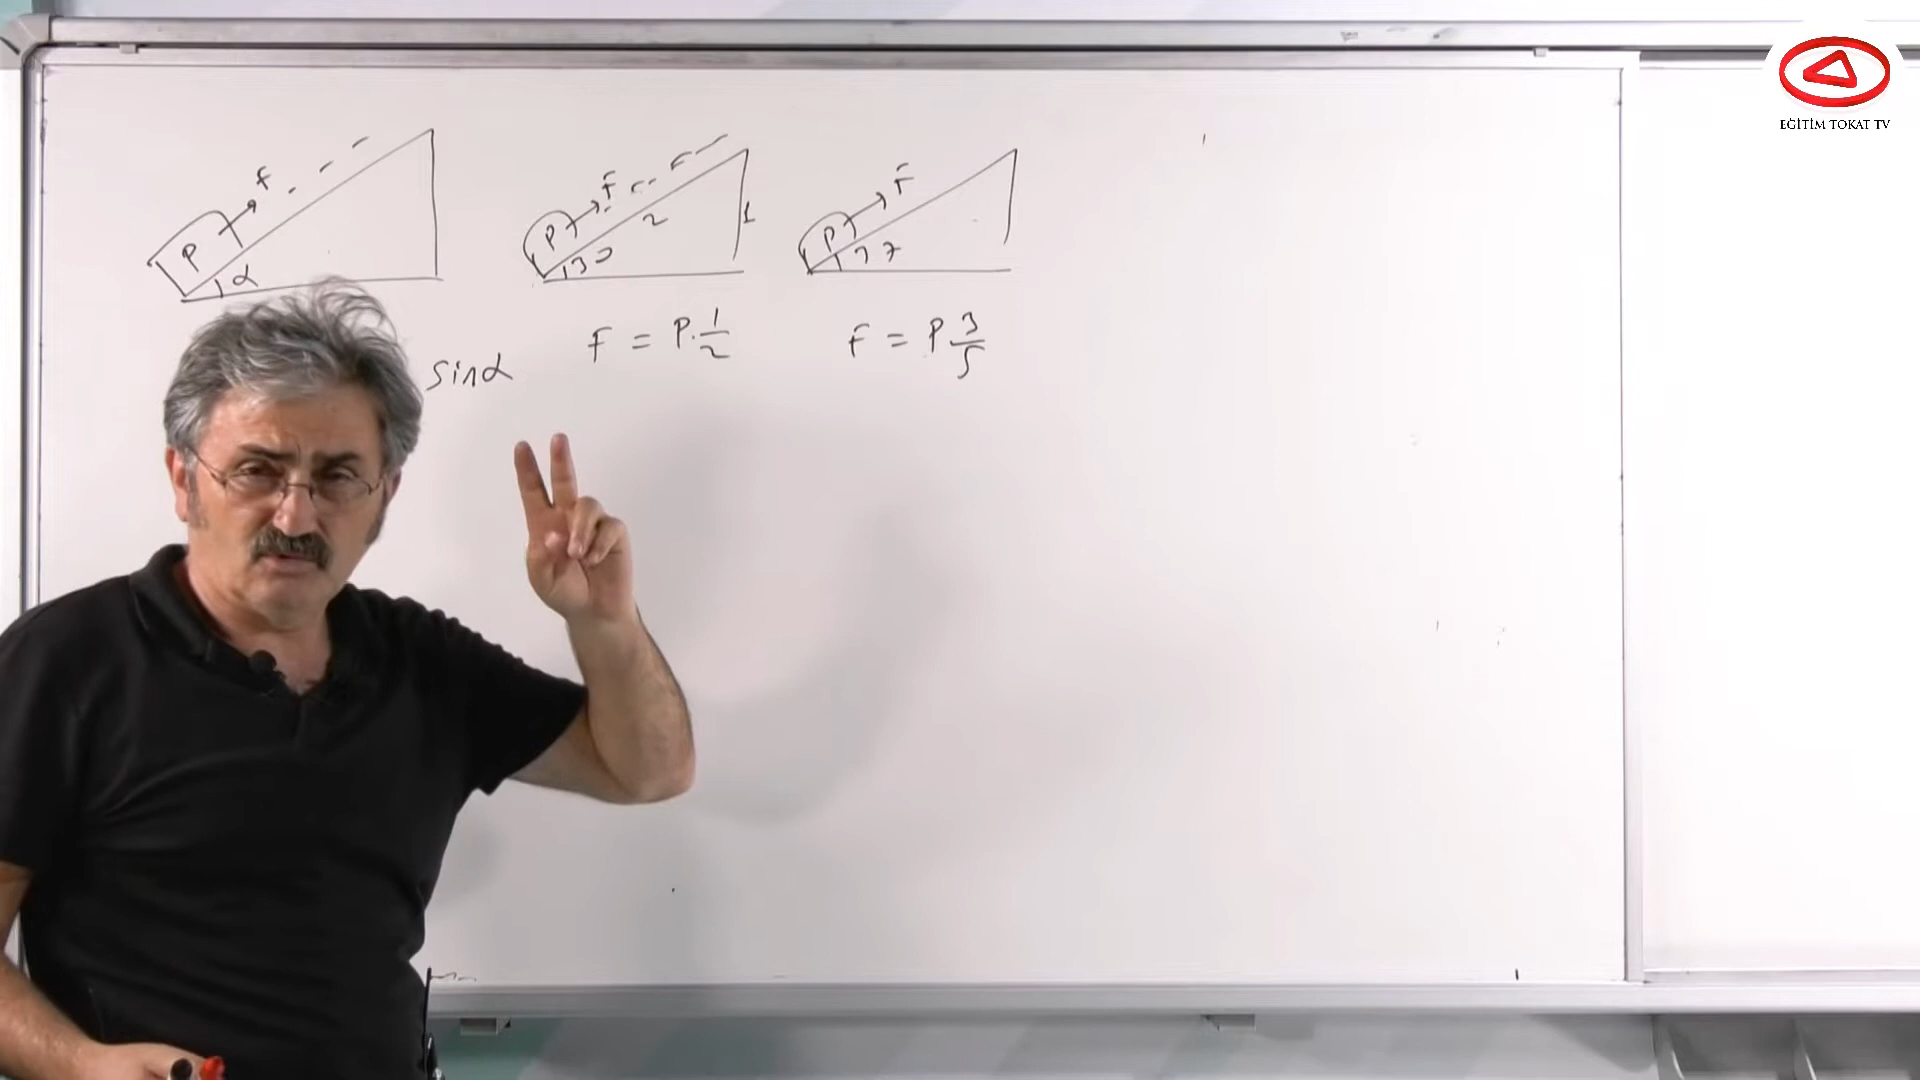 EĞİTİM TOKAT TV
F
P
α
F
P
30
2
1
F
P
37
sinα
F = P. 1/2
F = P 3/5